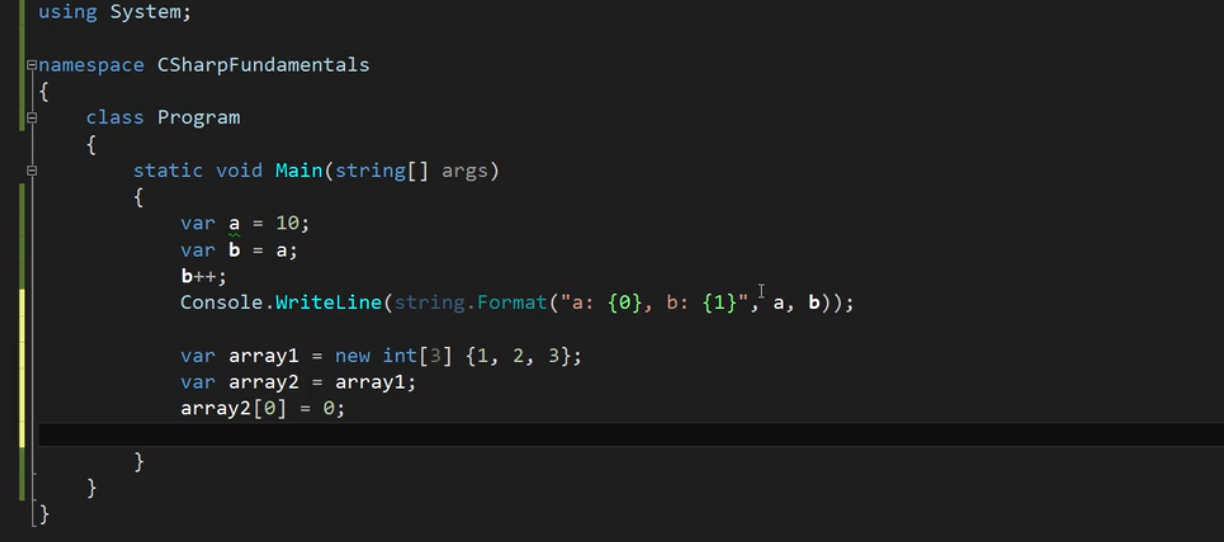 using System;
namespace CSharpFundamentals
{
class Program
{
static void Main(string[] args)
{
var a = 10;
var b = a;
b++;
Console.WriteLine(string.Format("a: {0}, b: {1}", a, b));
var array1 = new int[3] {1, 2, 3};
var array2 = array1;
array2[0] = 0;
}
}
}